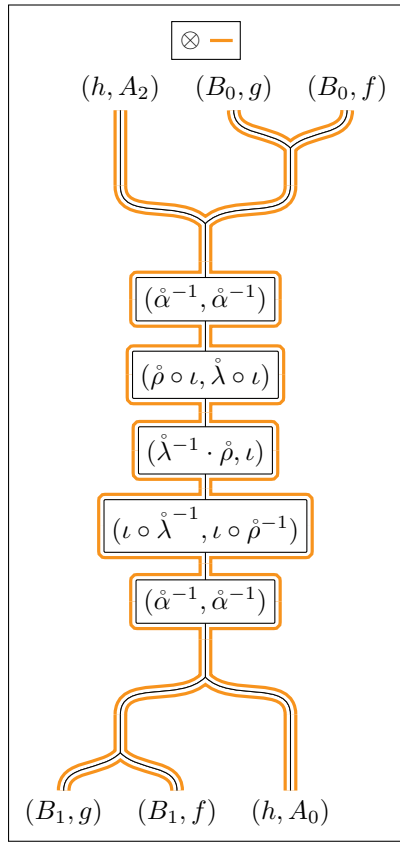 ⊗
(h, A₂) (B₀, g) (B₀, f)
(α̊⁻¹, α̊⁻¹)
(ρ̊ ∘ ι, λ̊ ∘ ι)
(λ̊⁻¹ · ρ̊, ι)
(ι ∘ λ̊⁻¹, ι ∘ ρ̊⁻¹)
(α̊⁻¹, α̊⁻¹)
(B₁, g) (B₁, f) (h, A₀)